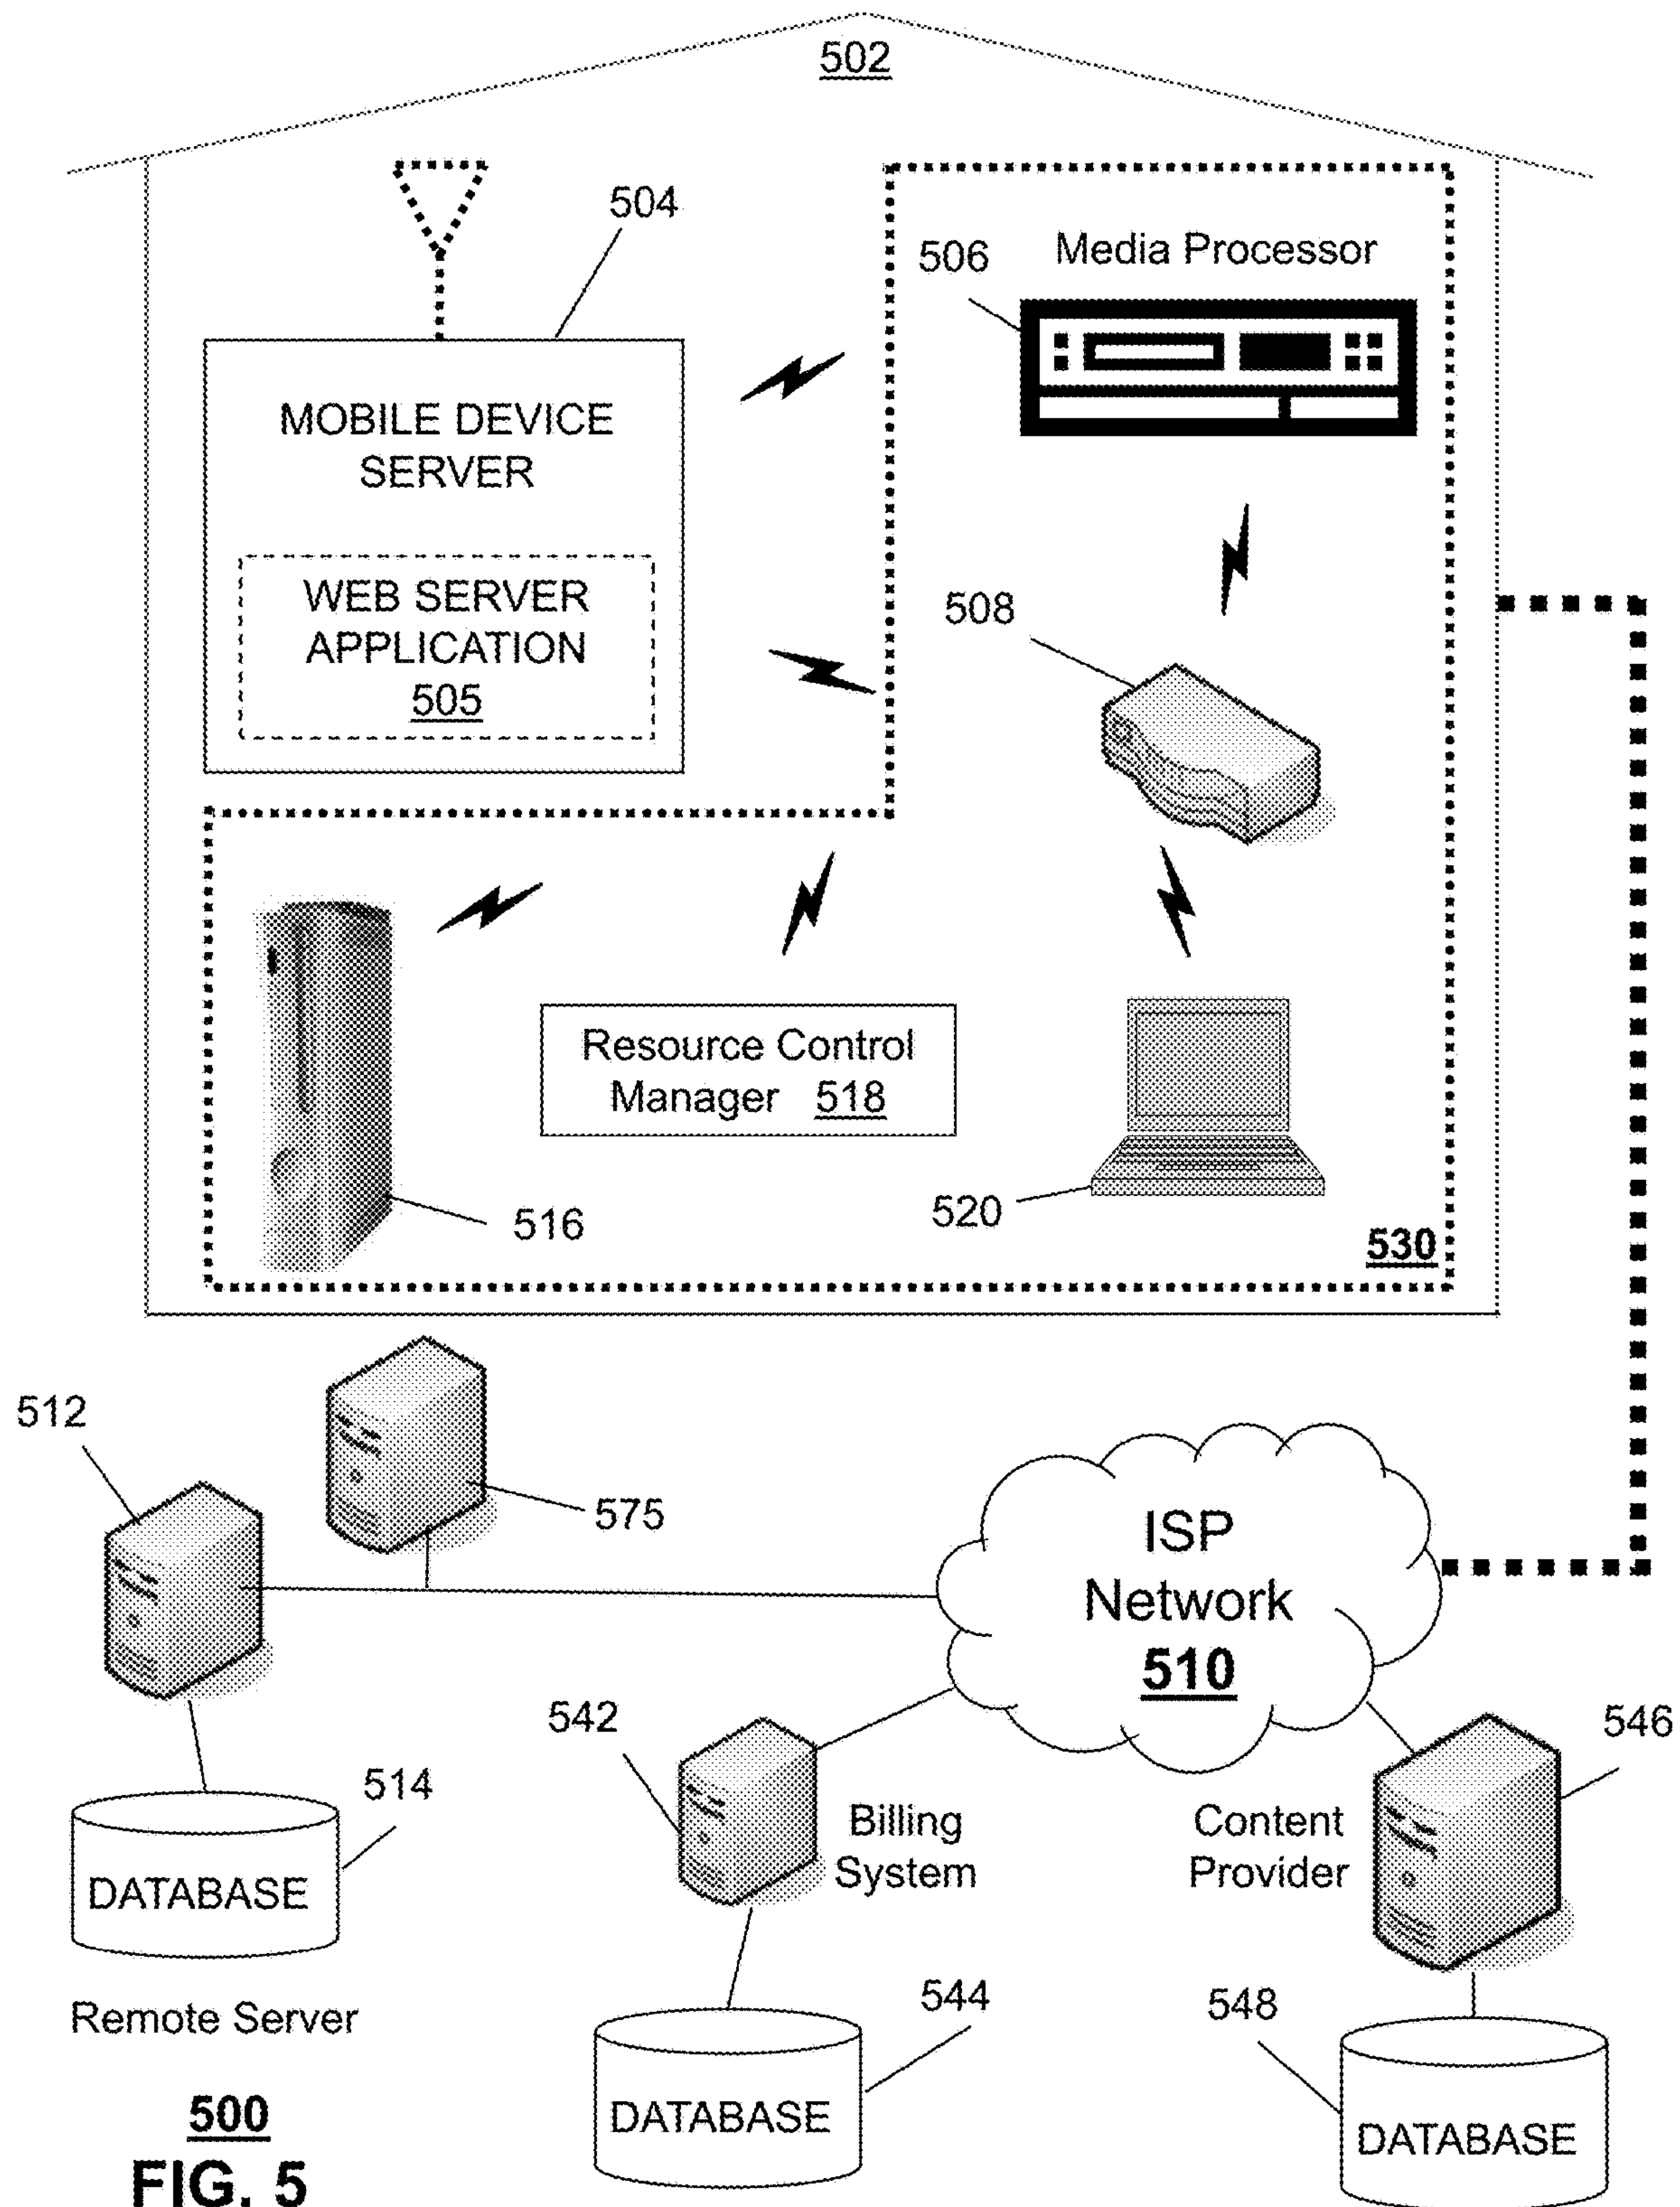 502
504
506
Media Processor
MOBILE DEVICE
SERVER
WEB SERVER
APPLICATION
505
508
Resource Control
Manager 518
516
520
530
512
575
ISP
Network
510
542
546
514
Billing
System
Content
Provider
DATABASE
Remote Server
544
548
DATABASE
DATABASE
500
FIG. 5